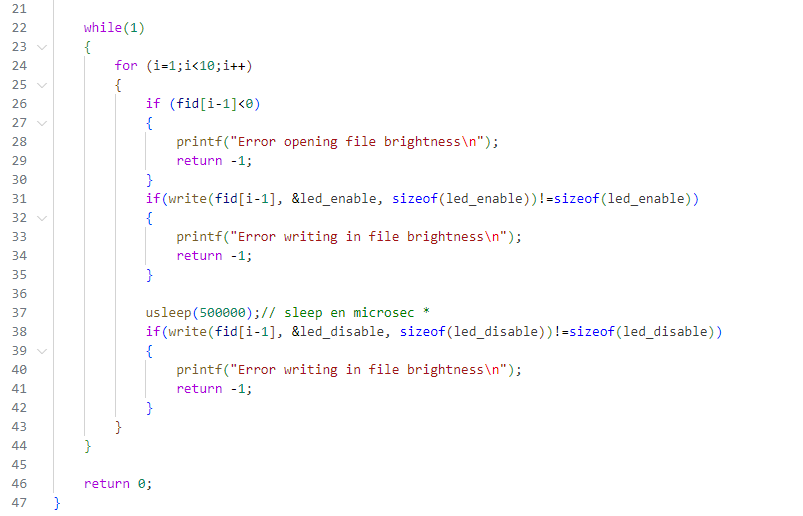 21
22 while(1)
23 {
24 for (i=1;i<10;i++)
25 {
26 if (fid[i-1]<0)
27 {
28 printf("Error opening file brightness\n");
29 return -1;
30 }
31 if(write(fid[i-1], &led_enable, sizeof(led_enable))!=sizeof(led_enable))
32 {
33 printf("Error writing in file brightness\n");
34 return -1;
35 }
36
37 usleep(500000);// sleep en microsec *
38 if(write(fid[i-1], &led_disable, sizeof(led_disable))!=sizeof(led_disable))
39 {
40 printf("Error writing in file brightness\n");
41 return -1;
42 }
43 }
44 }
45
46 return 0;
47 }